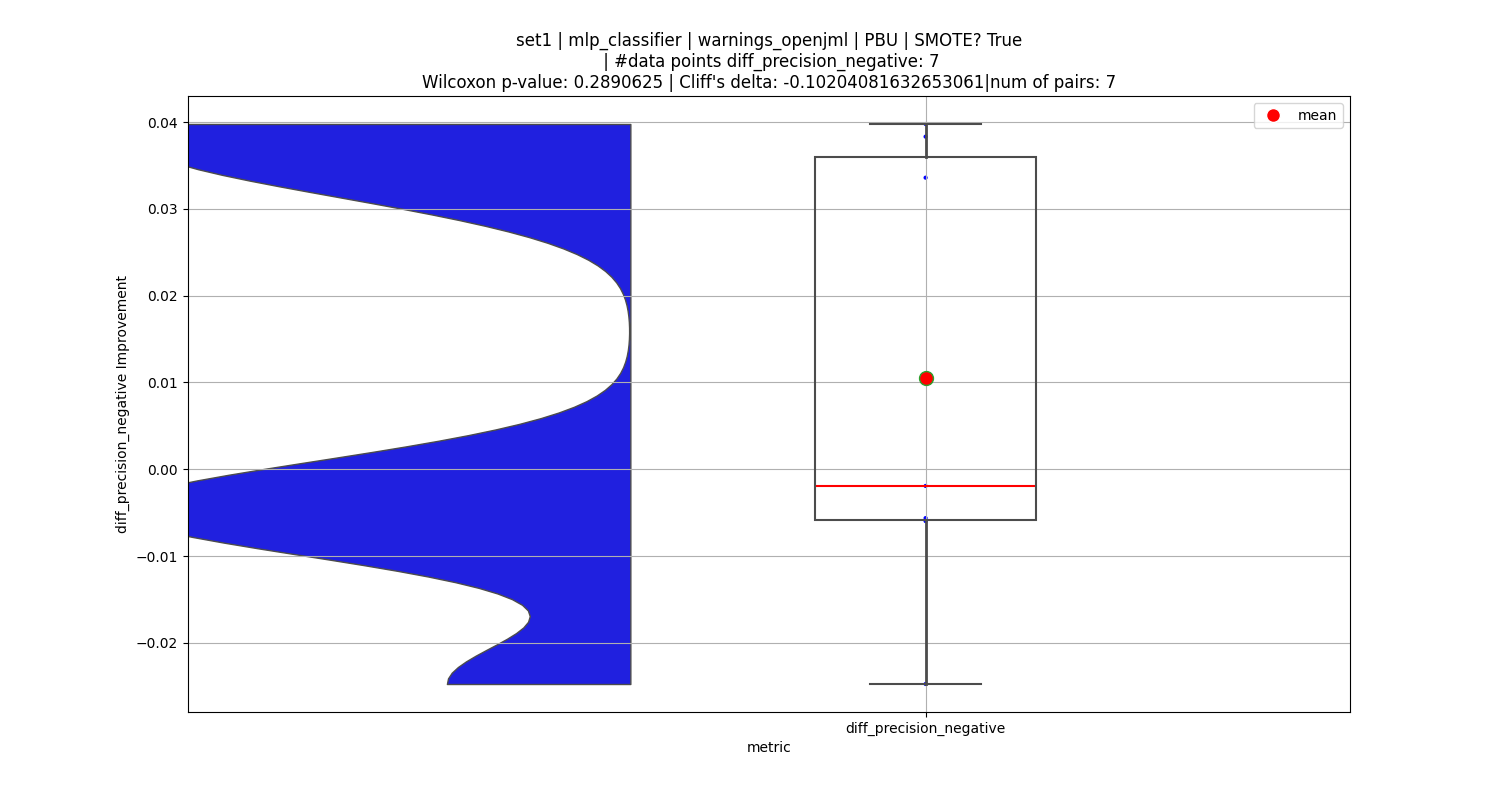 set1 | mlp_classifier | warnings_openjml | PBU | SMOTE? True
| #data points diff_precision_negative: 7
Wilcoxon p-value: 0.2890625 | Cliff's delta: -0.10204081632653061|num of pairs: 7
mean
0.04
0.03
0.02
0.01
0.00
−0.01
−0.02
diff_precision_negative Improvement
diff_precision_negative
metric